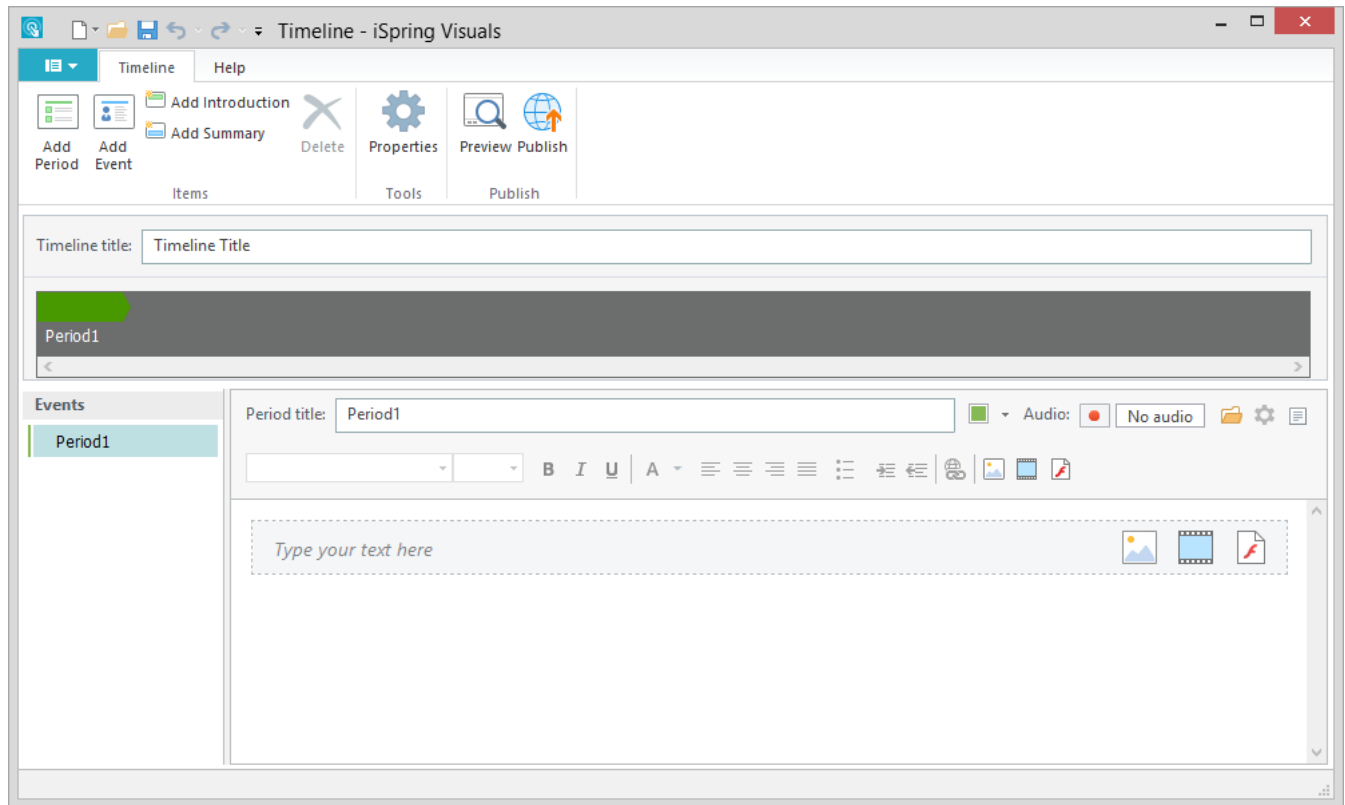 Timeline - iSpring Visuals
Timeline Help
Add Period
Add Event
Add Introduction
Add Summary
Delete
Properties
Preview
Publish
Items
Tools
Publish
Timeline title: Timeline Title
Period1
Events
Period1
Period title: Period1
Audio: No audio
B I U A
Type your text here